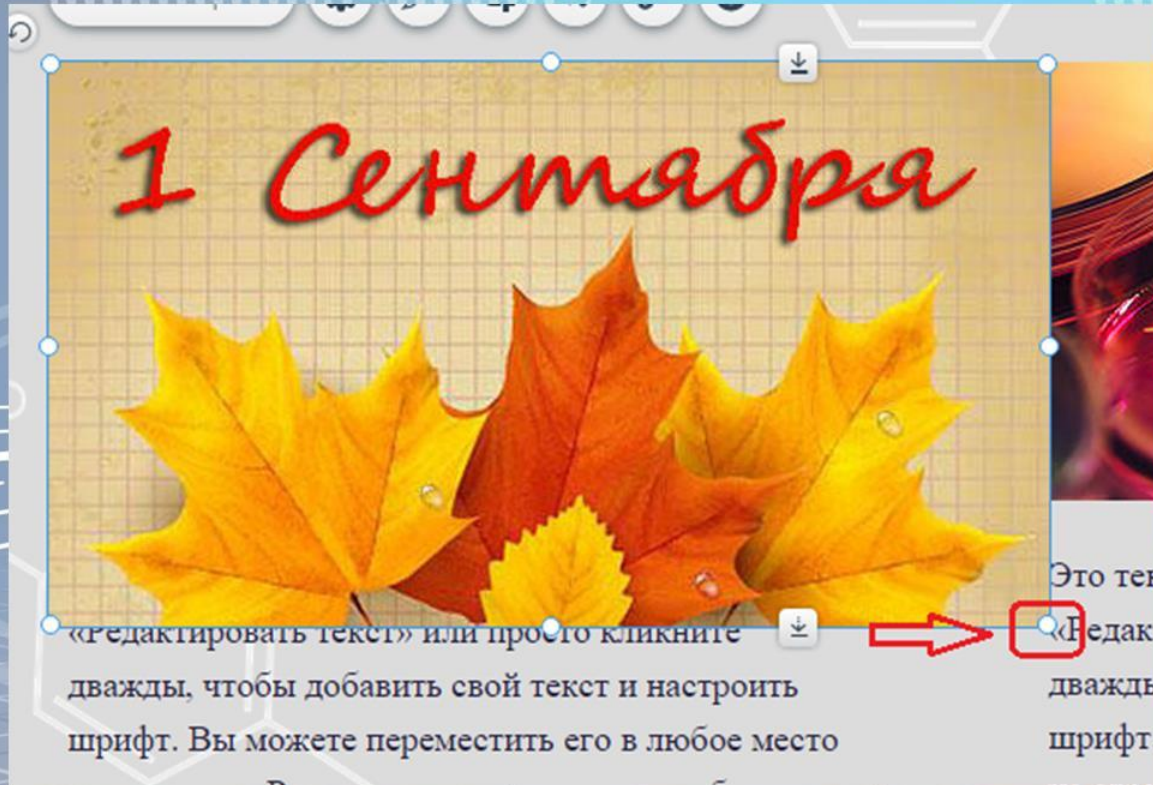 1 Сентября
«Редактировать текст» или просто кликните
дважды, чтобы добавить свой текст и настроить
шрифт. Вы можете переместить его в любое место
Это
«Редак
дважды
шрифт